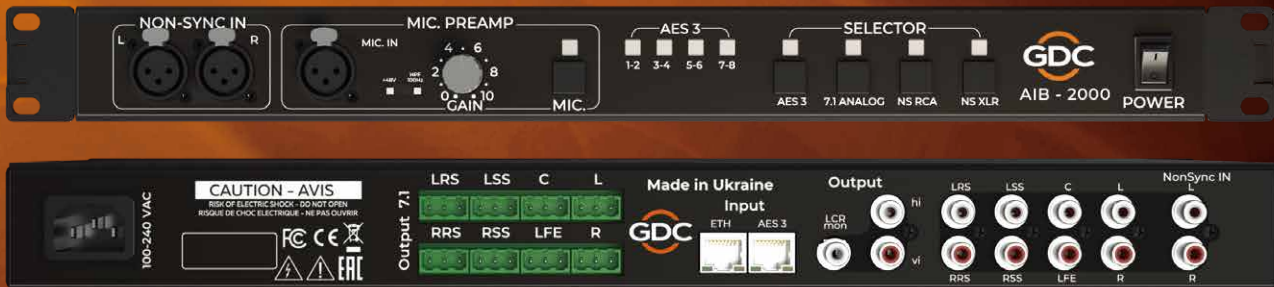 NON-SYNC IN
L
R
MIC. PREAMP
MIC. IN
+48V
HPF
100Hz
0
2
4
6
8
10
GAIN
MIC.
AES 3
1-2
3-4
5-6
7-8
SELECTOR
AES 3
7.1 ANALOG
NS RCA
NS XLR
GDC
AIB - 2000
POWER
100-240 VAC
CAUTION - AVIS
RISK OF ELECTRIC SHOCK - DO NOT OPEN
RISQUE DE CHOC ELECTRIQUE - NE PAS OUVRIR
FC CE
EAC
Output 7.1
LRS LSS C L
RRS RSS LFE R
GDC
Made in Ukraine
Input
ETH
AES 3
Output
LCR
mon
hi
vi
LRS LSS C L
RRS RSS LFE R
NonSync IN
L
R